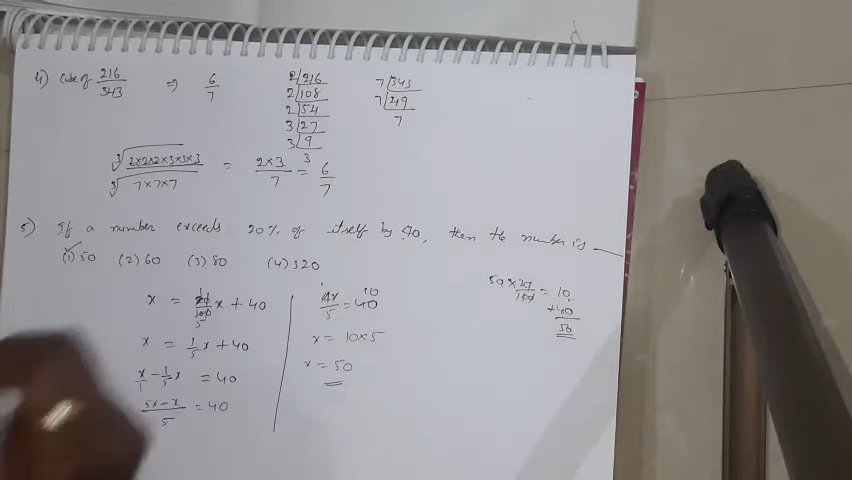 4) Cube of 216/343 ⇒ 6/7
2|216
2|108
2|54
3|27
3|9
3
7|343
7|49
7
∛2×2×2×3×3×3 / ∛7×7×7 = 2×3/7 = 6/7
5) If a number exceeds 20% of itself by 40, then the number is
(1) 50 (2) 60 (3) 80 (4) 320
x = 20/100 x + 40
x = 1/5 x + 40
x/1 - 1/5 x = 40
5x-x/5 = 40
4x/5 = 40
x = 10×5
x = 50
50×20/100 = 10
+40
50